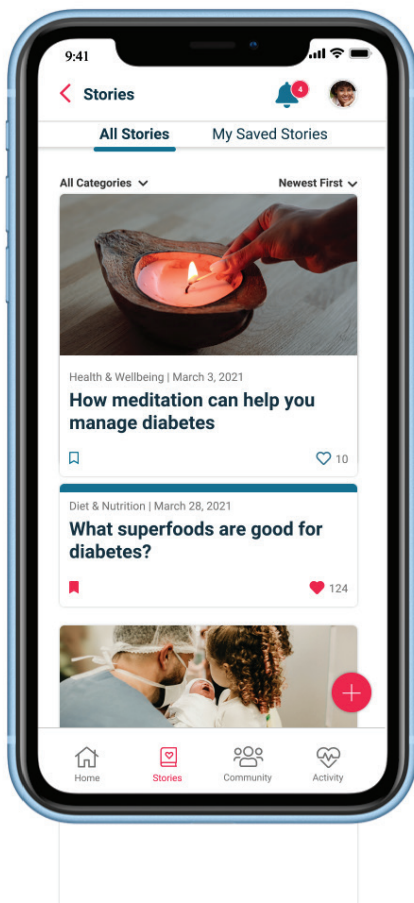 9:41
Stories
4
All Stories
My Saved Stories
All Categories
Newest First
Health & Wellbeing | March 3, 2021
How meditation can help you
manage diabetes
10
Diet & Nutrition | March 28, 2021
What superfoods are good for
diabetes?
124
Home
Stories
Community
Activity